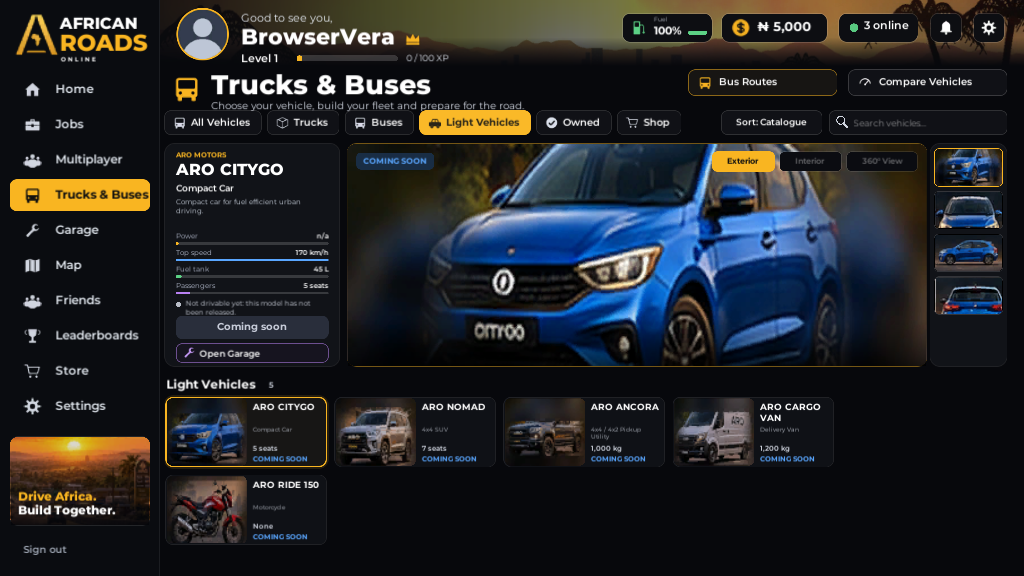 AFRICAN
ROADS
ONLINE
Home
Jobs
Multiplayer
Trucks & Buses
Garage
Map
Friends
Leaderboards
Store
Settings
Drive Africa.
Build Together.
Sign out
Good to see you,
BrowserVera
Level 1
0 / 100 XP
Fuel
100%
$
₦ 5,000
3 online
Trucks & Buses
Choose your vehicle, build your fleet and prepare for the road.
Bus Routes
Compare Vehicles
All Vehicles
Trucks
Buses
Light Vehicles
Owned
Shop
Sort: Catalogue
Search vehicles...
ARO MOTORS
ARO CITYGO
Compact Car
Compact car for fuel efficient urban
driving.
Power n/a
Top speed 170 km/h
Fuel tank 45 L
Passengers 5 seats
Not drivable yet: this model has not
been released.
Coming soon
Open Garage
COMING SOON
Exterior
Interior
360° View
Light Vehicles 5
ARO CITYGO
Compact Car
5 seats
COMING SOON
ARO NOMAD
4x4 SUV
7 seats
COMING SOON
ARO ANCORA
4x4 / 4x2 Pickup
Utility
1,000 kg
COMING SOON
ARO CARGO
VAN
Delivery Van
1,200 kg
COMING SOON
ARO RIDE 150
Motorcycle
None
COMING SOON